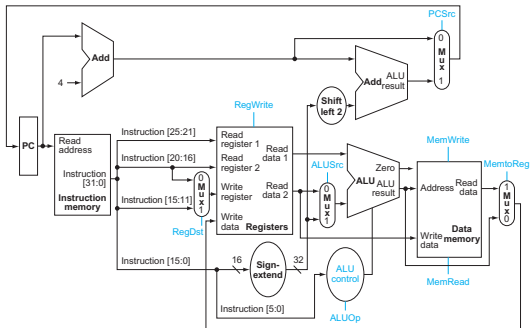 PCSrc
0
M
u
x
1
Add
4
Add
ALU
result
Shift
left 2
PC
Read
address
Instruction
[31:0]
Instruction
memory
Instruction [25:21]
Instruction [20:16]
Instruction [15:11]
Instruction [15:0]
Instruction [5:0]
0
M
u
x
1
RegDst
RegWrite
Read
register 1
Read
register 2
Write
register
Write
data
Read
data 1
Read
data 2
Registers
16
Sign-
extend
32
ALUSrc
0
M
u
x
1
Zero
ALU
ALU
result
ALU
control
ALUOp
MemWrite
Address
Read
data
Write
data
Data
memory
MemRead
MemtoReg
1
M
u
x
0